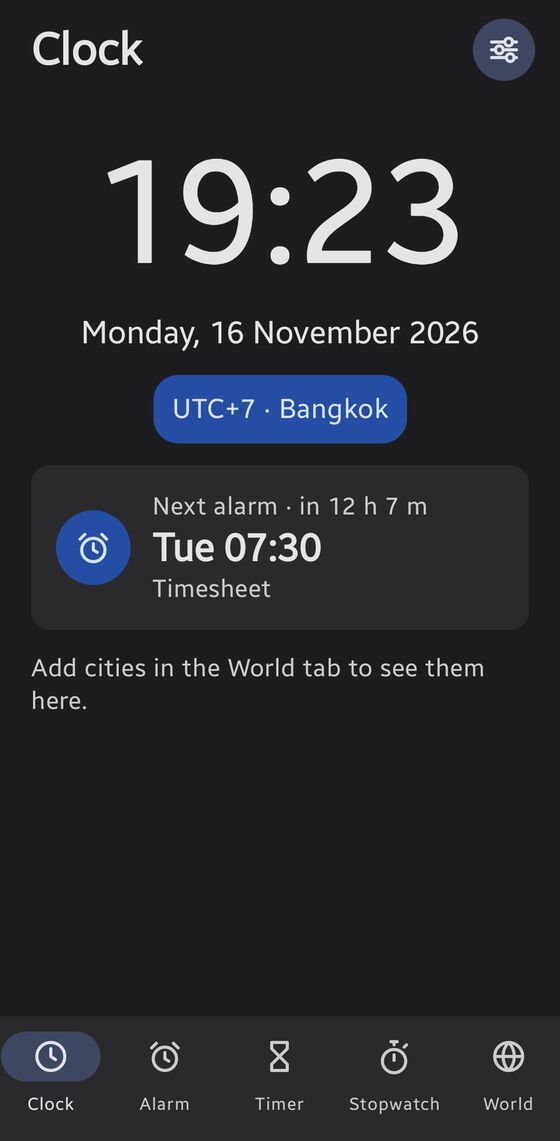 Clock
19:23
Monday, 16 November 2026
UTC+7 · Bangkok
Next alarm · in 12 h 7 m
Tue 07:30
Timesheet
Add cities in the World tab to see them
here.
Clock
Alarm
Timer
Stopwatch
World